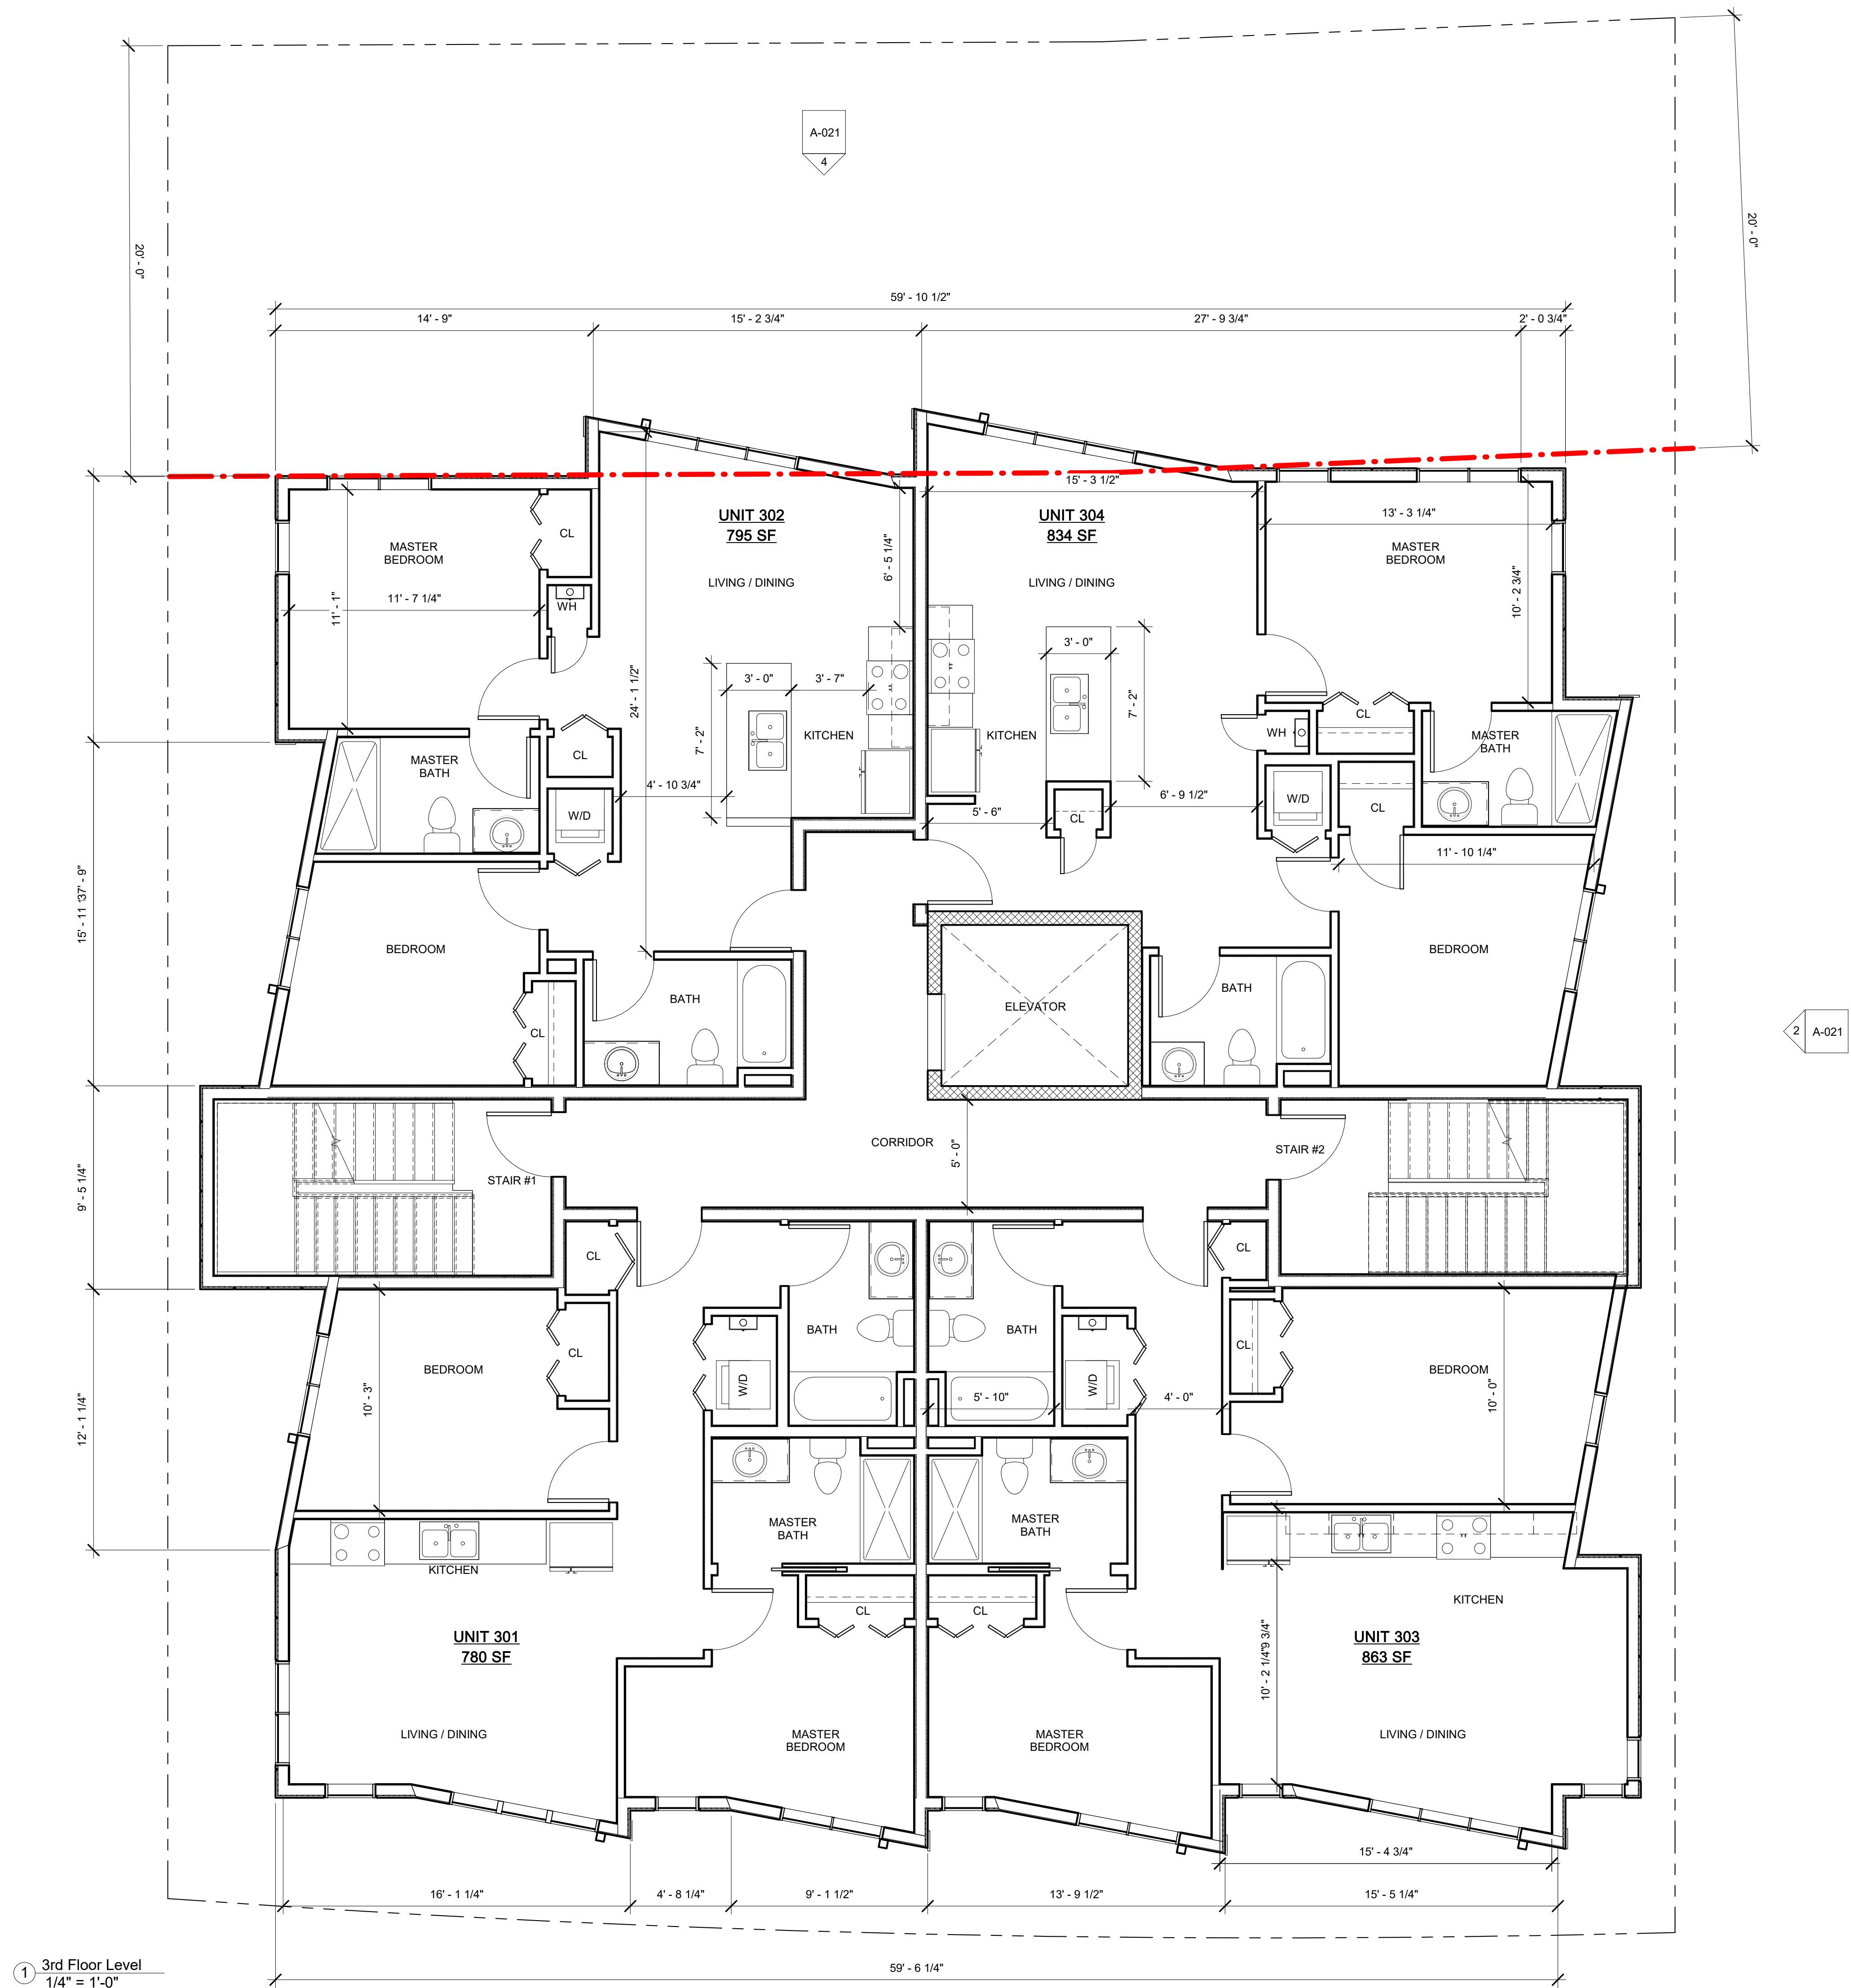 A-021
4
20' - 0"
20' - 0"
59' - 10 1/2"
14' - 9"
15' - 2 3/4"
27' - 9 3/4"
2' - 0 3/4"
15' - 3 1/2"
UNIT 302
795 SF
UNIT 304
834 SF
13' - 3 1/4"
CL
MASTER
BEDROOM
MASTER
BEDROOM
6' - 5 1/4"
LIVING / DINING
LIVING / DINING
11' - 7 1/4"
11' - 1"
WH
10' - 2 3/4"
3' - 0"
3' - 0"
3' - 7"
24' - 1 1/2"
7' - 2"
7' - 2"
CL
KITCHEN
KITCHEN
WH
MASTER
BATH
CL
MASTER
BATH
4' - 10 3/4"
6' - 9 1/2"
W/D
CL
W/D
5' - 6"
CL
11' - 10 1/4"
15' - 11 '37' - 9"
BEDROOM
BEDROOM
BATH
BATH
ELEVATOR
CL
2
A-021
CORRIDOR
5' - 0"
STAIR #2
STAIR #1
9' - 5 1/4"
CL
CL
BATH
BATH
CL
CL
BEDROOM
BEDROOM
W/D
W/D
5' - 10"
4' - 0"
10' - 3"
10' - 0"
12' - 1 1/4"
MASTER
BATH
MASTER
BATH
KITCHEN
KITCHEN
CL
CL
UNIT 301
780 SF
UNIT 303
863 SF
10' - 2 1/4"9 3/4"
LIVING / DINING
MASTER
BEDROOM
MASTER
BEDROOM
LIVING / DINING
15' - 4 3/4"
16' - 1 1/4"
4' - 8 1/4"
9' - 1 1/2"
13' - 9 1/2"
15' - 5 1/4"
59' - 6 1/4"
1
3rd Floor Level
1/4" = 1'-0"